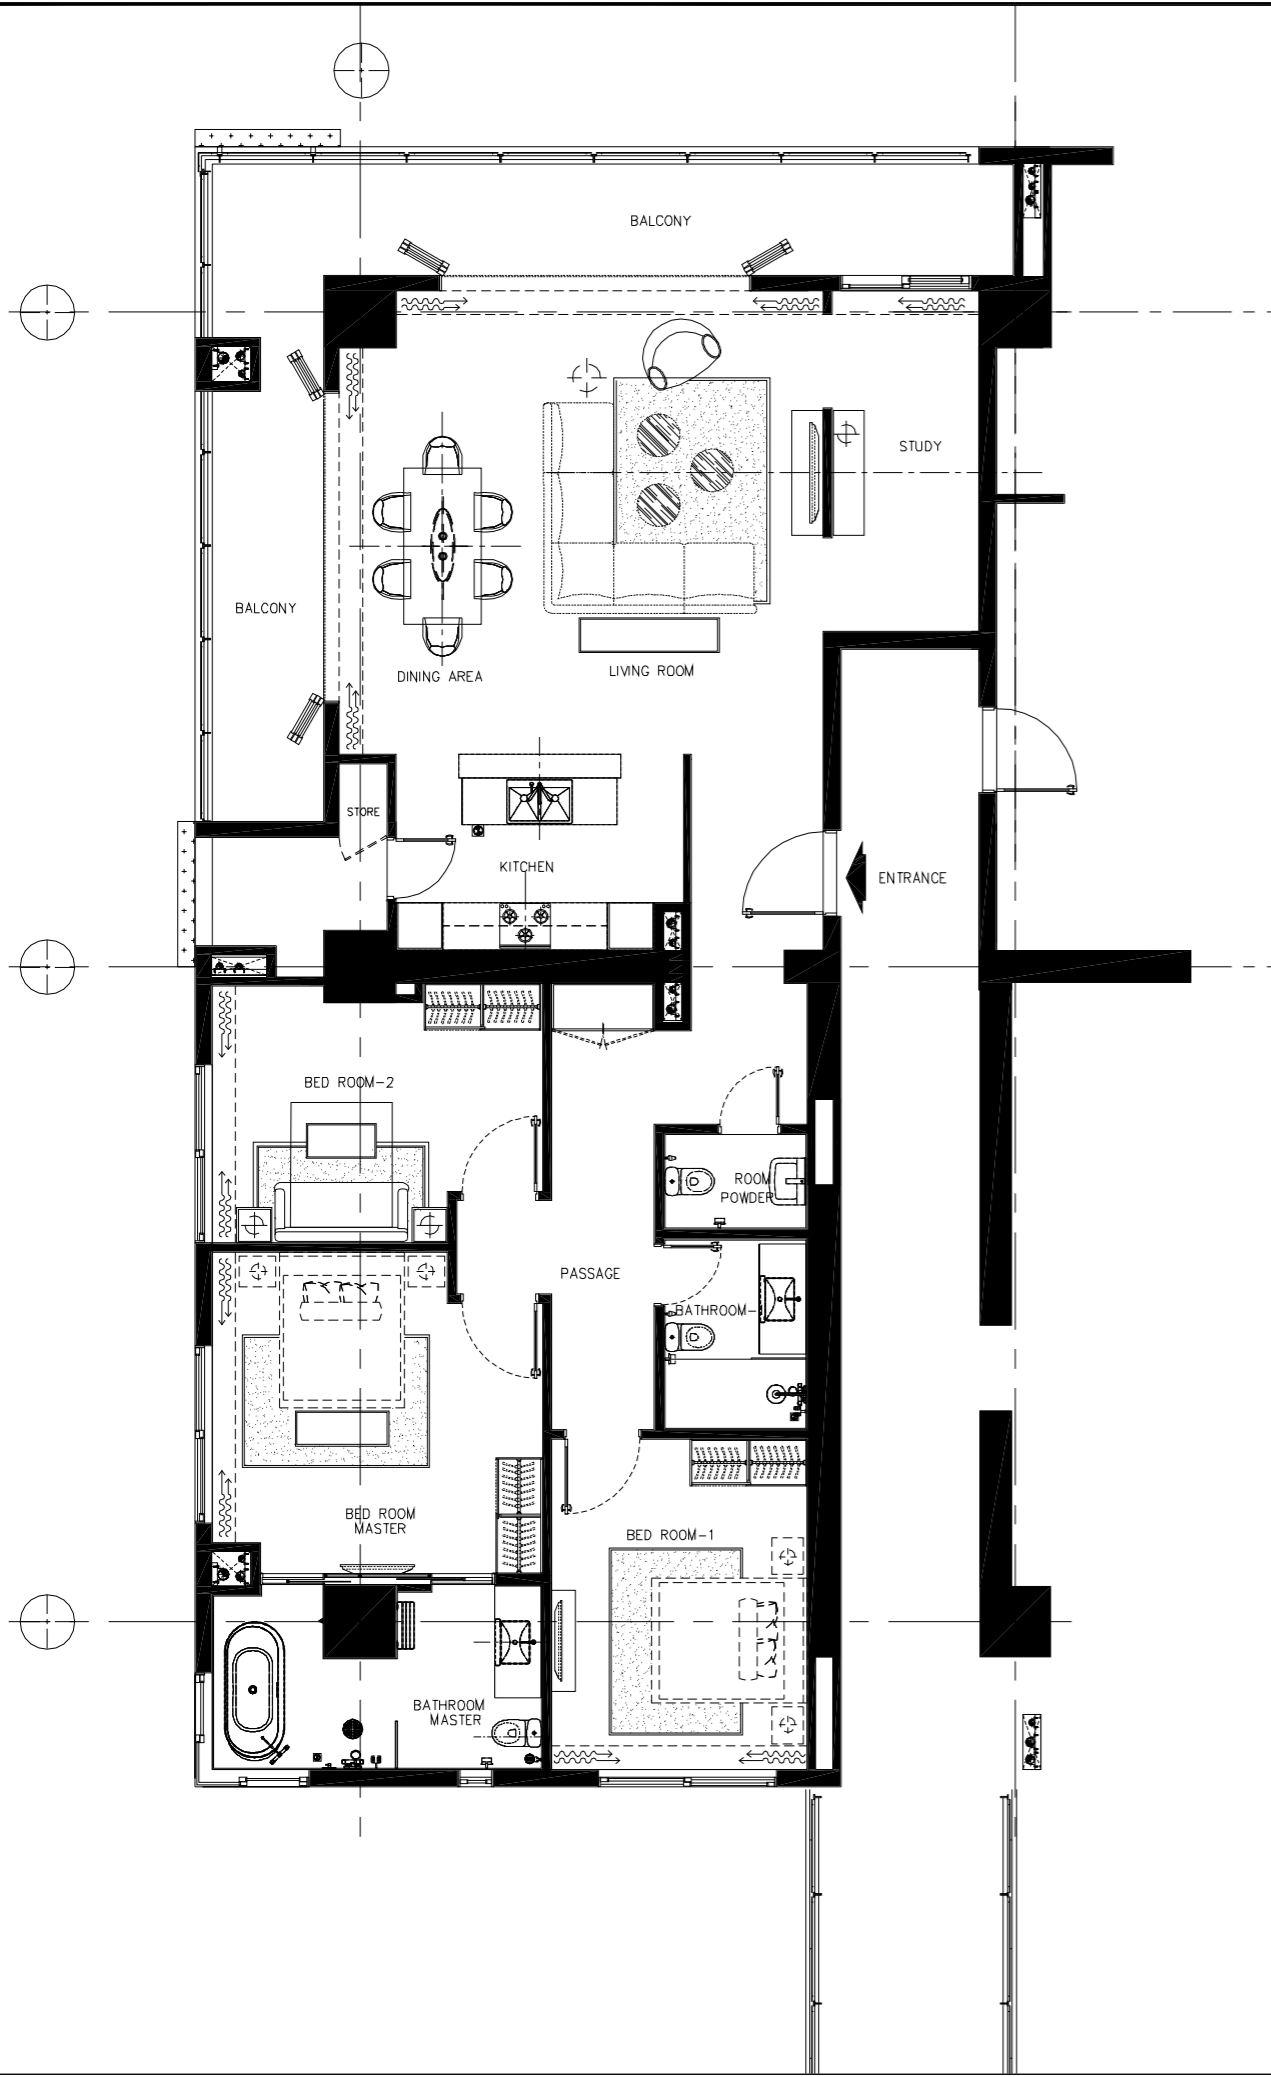 BALCONY
STUDY
BALCONY
DINING AREA
LIVING ROOM
STORE
KITCHEN
ENTRANCE
BED ROOM-2
ROOM
POWDER
PASSAGE
BATHROOM-
BED ROOM
MASTER
BED ROOM-1
BATHROOM
MASTER